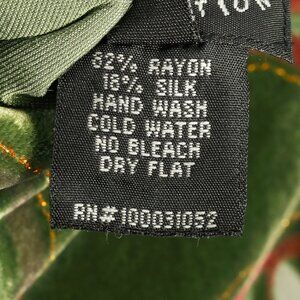 82% RAYON
18% SILK
HAND WASH
COLD WATER
NO BLEACH
DRY FLAT
RN#100031052